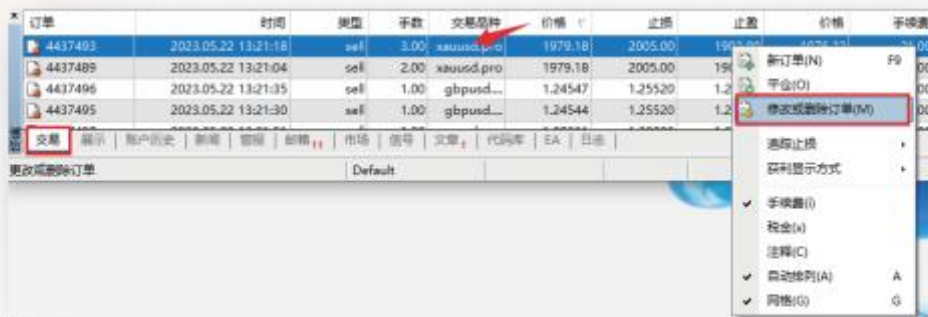 订单 时间 类型 手数 交易品种 价格 止损 止盈 价格 手续费
4437493 2023.05.22 13:21:18 sell 3.00 xauusd.pro 1979.18 2005.00
4437489 2023.05.22 13:21:04 sell 2.00 xauusd.pro 1979.18 2005.00
4437496 2023.05.22 13:21:35 sell 1.00 gbpusd.... 1.24547 1.25520
4437495 2023.05.22 13:21:30 sell 1.00 gbpusd.... 1.24544 1.25520
交易 展示 账户历史 新闻 警报 邮箱 市场 信号 文章 代码库 EA 日志
更改或删除订单 Default
新订单(N) F9
平仓(O)
修改或删除订单(M)
追踪止损
获利显示方式
手续费(i)
税金(x)
注释(C)
自动排列(A) A
网格(G) G